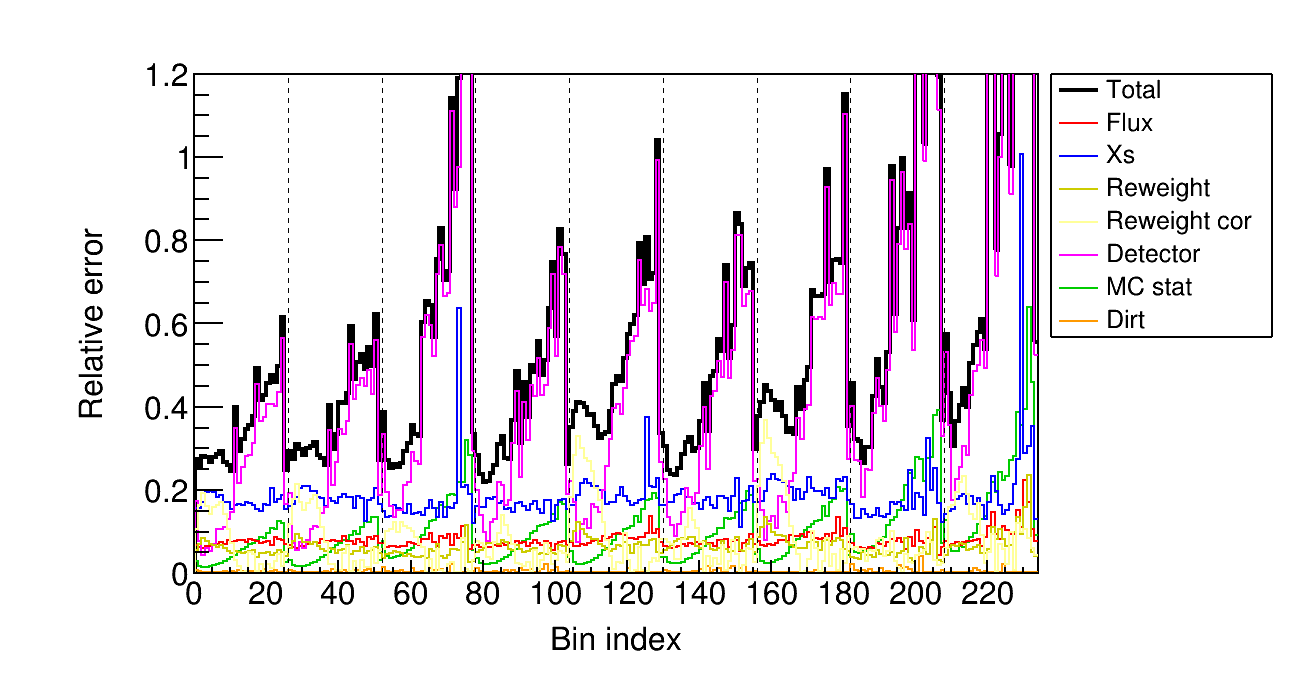 1.2
1
0.8
0.6
0.4
0.2
0
Relative error
0 20 40 60 80 100 120 140 160 180 200 220
Bin index
Total
Flux
Xs
Reweight
Reweight cor
Detector
MC stat
Dirt